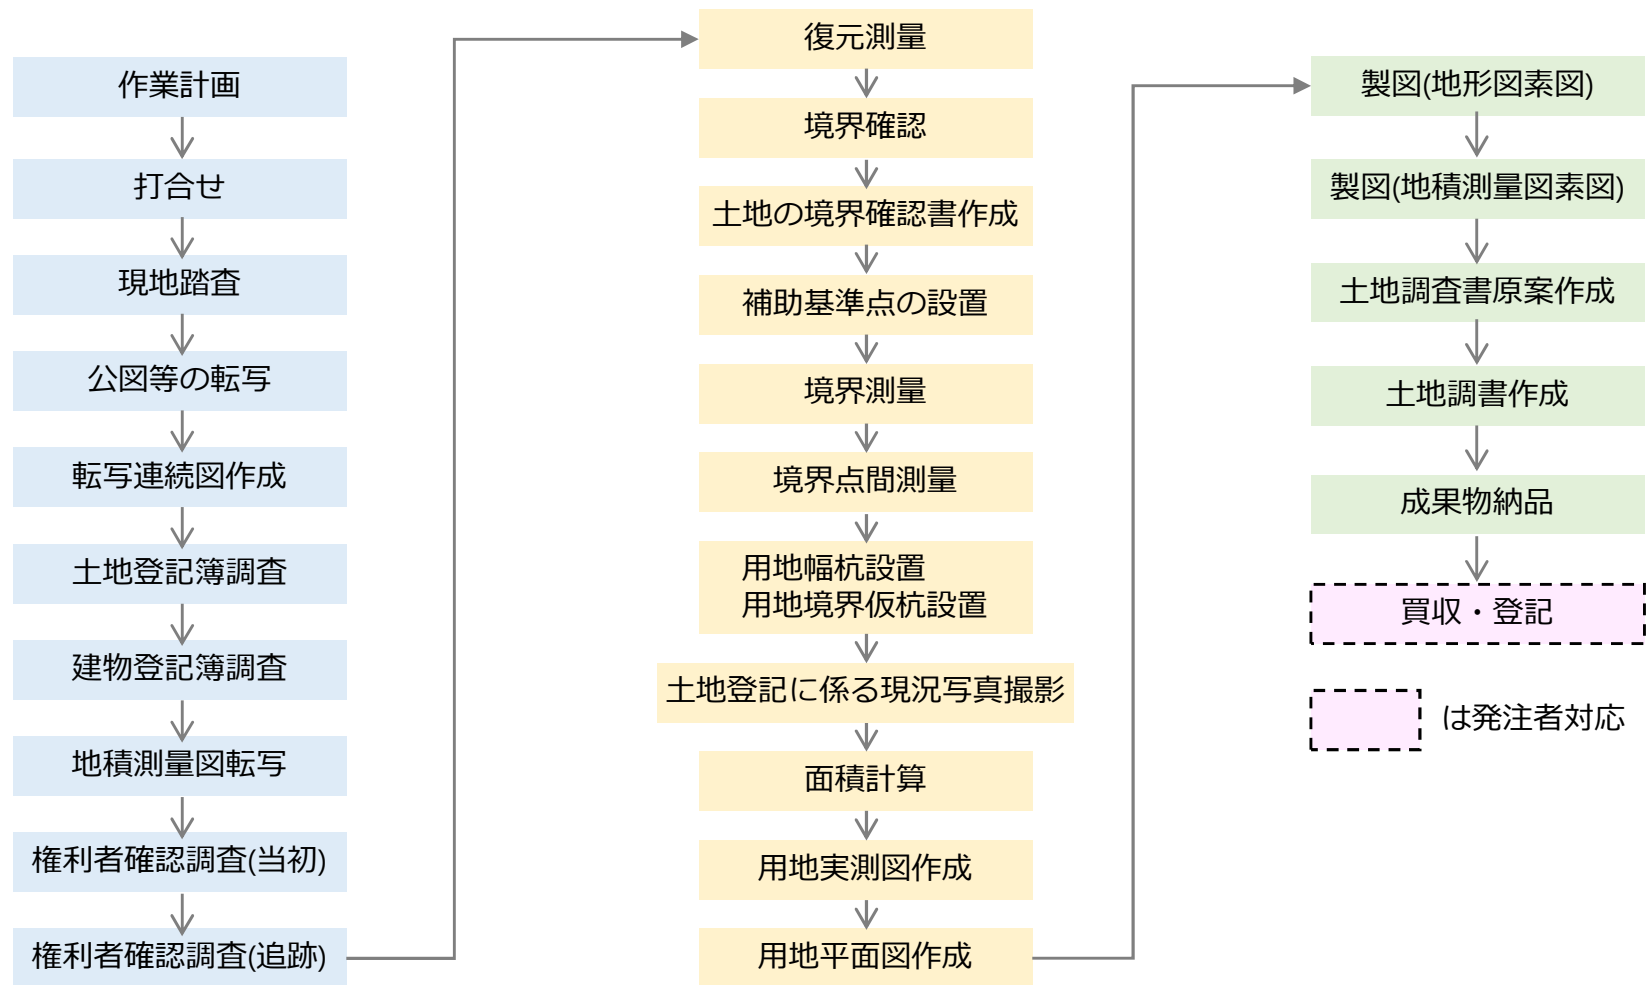 作業計画
打合せ
現地踏査
公図等の転写
転写連続図作成
土地登記簿調査
建物登記簿調査
地積測量図転写
権利者確認調査(当初)
権利者確認調査(追跡)
復元測量
境界確認
土地の境界確認書作成
補助基準点の設置
境界測量
境界点間測量
用地幅杭設置
用地境界仮杭設置
土地登記に係る現況写真撮影
面積計算
用地実測図作成
用地平面図作成
製図(地形図素図)
製図(地積測量図素図)
土地調査書原案作成
土地調書作成
成果物納品
買収・登記
は発注者対応